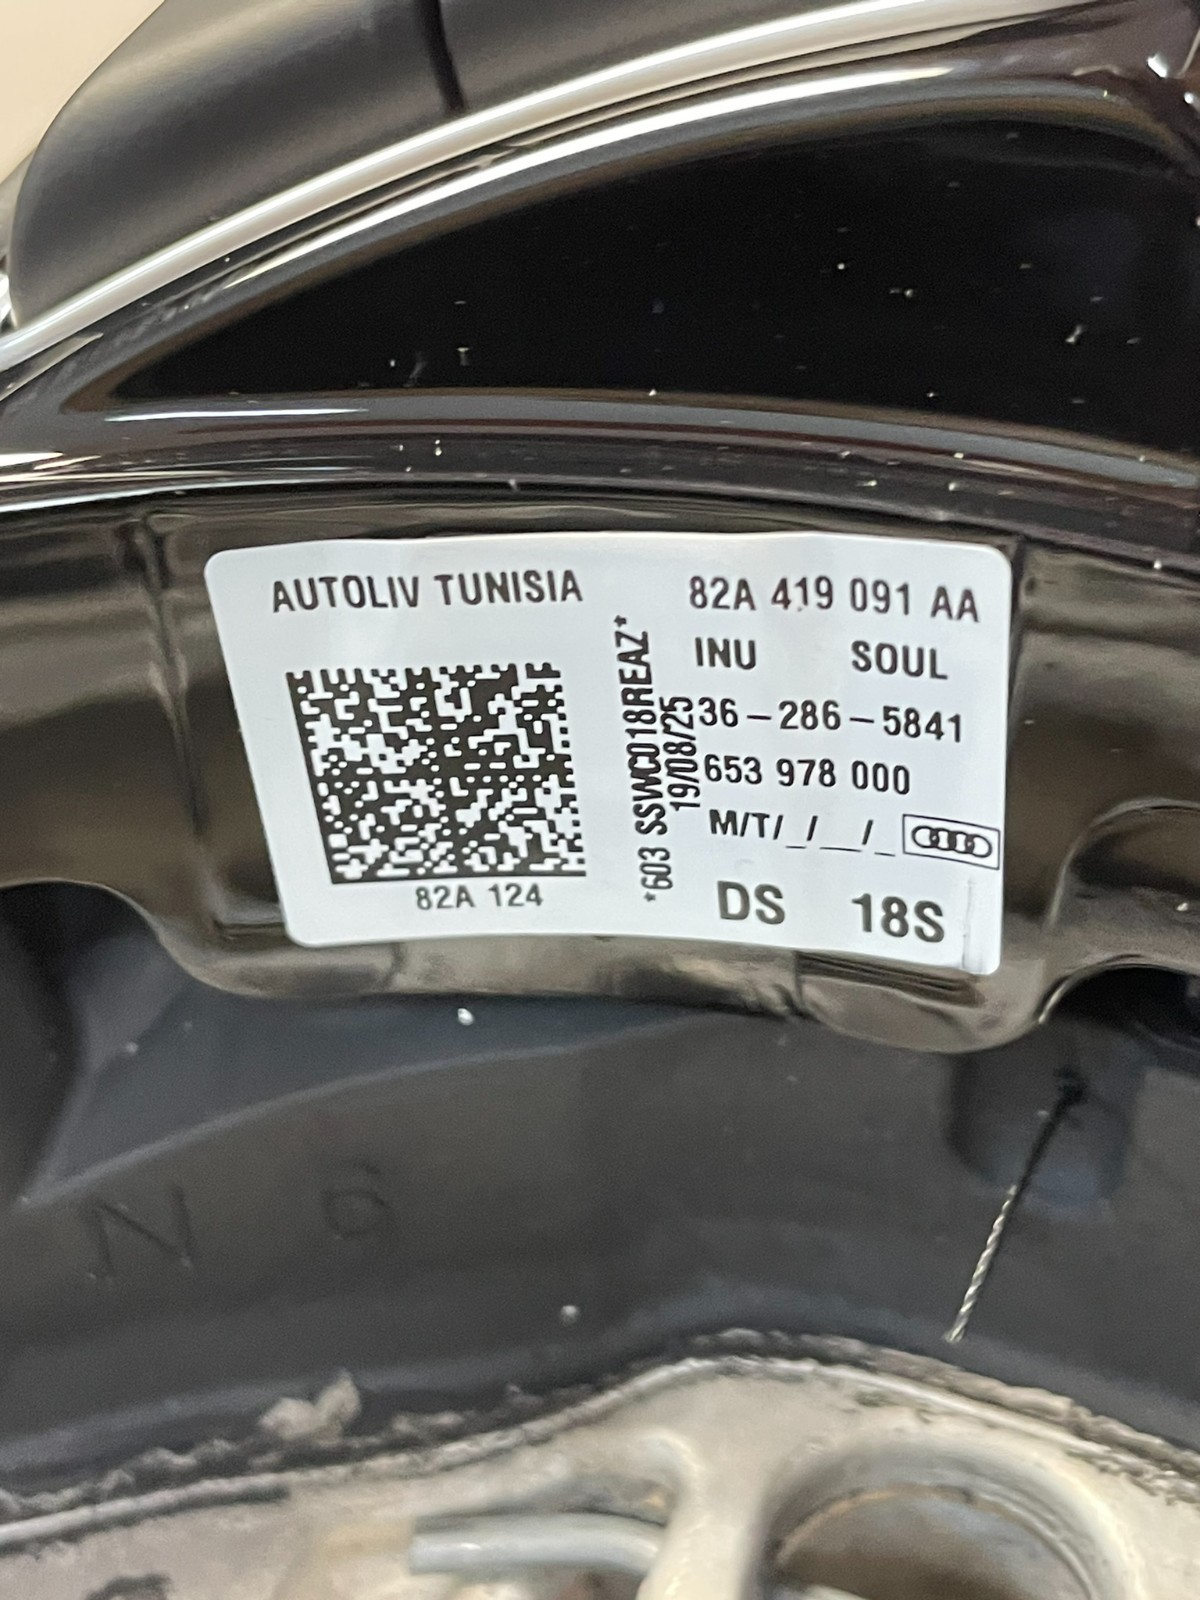 AUTOLIV TUNISIA
82A 124
*603 SSWC018REAZ*
19/08/25
82A 419 091 AA
INU SOUL
36-286-5841
653 978 000
M/T/_/__/_
DS 18S
N 6